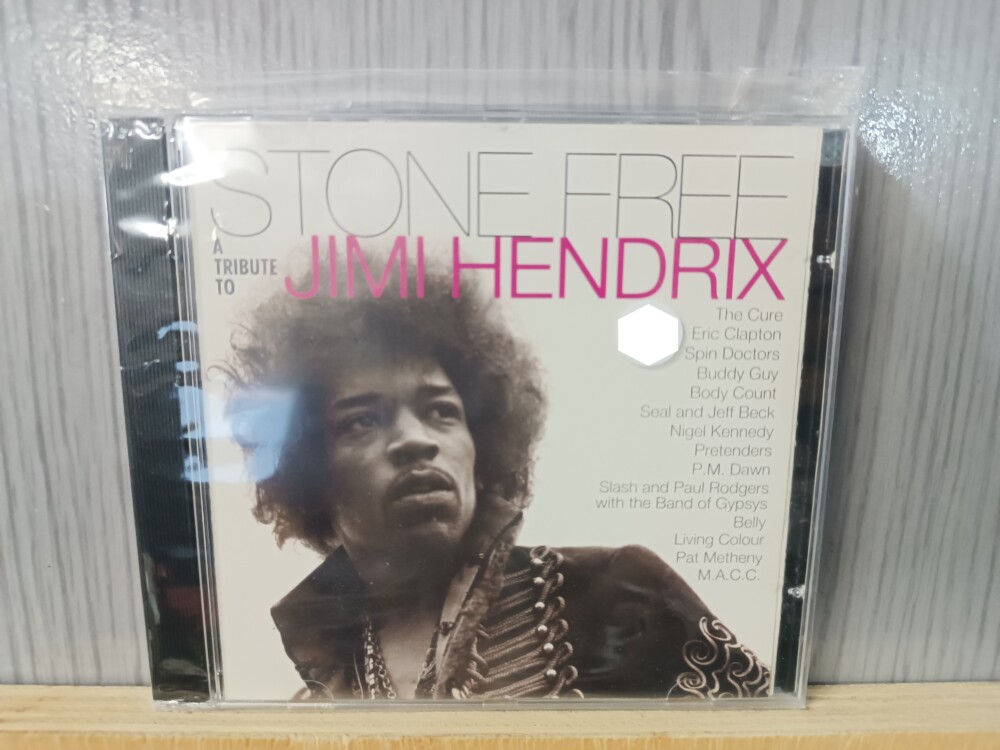 STONE FREE
A
TRIBUTE
TO
JIMI HENDRIX
The Cure
Eric Clapton
Spin Doctors
Buddy Guy
Body Count
Seal and Jeff Beck
Nigel Kennedy
Pretenders
P.M. Dawn
Slash and Paul Rodgers
with the Band of Gypsys
Belly
Living Colour
Pat Metheny
M.A.C.C.